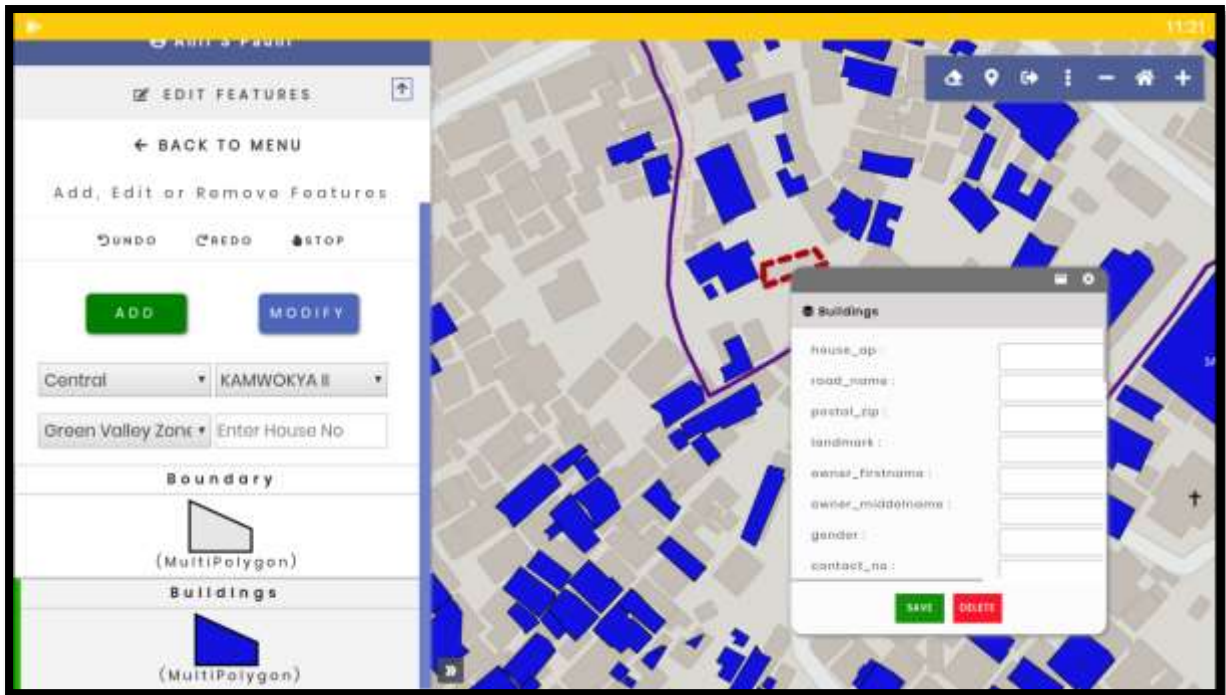 11:21
EDIT FEATURES
BACK TO MENU
Add, Edit or Remove Features
UNDO REDO STOP
ADD MODIFY
Central KAMWOKYA II
Green Valley Zone Enter House No
Boundary
(MultiPolygon)
Buildings
(MultiPolygon)
Buildings
house_ap :
road_name :
postal_zip :
landmark :
owner_firstname :
owner_middelname :
gender :
contact_no :
SAVE DELETE